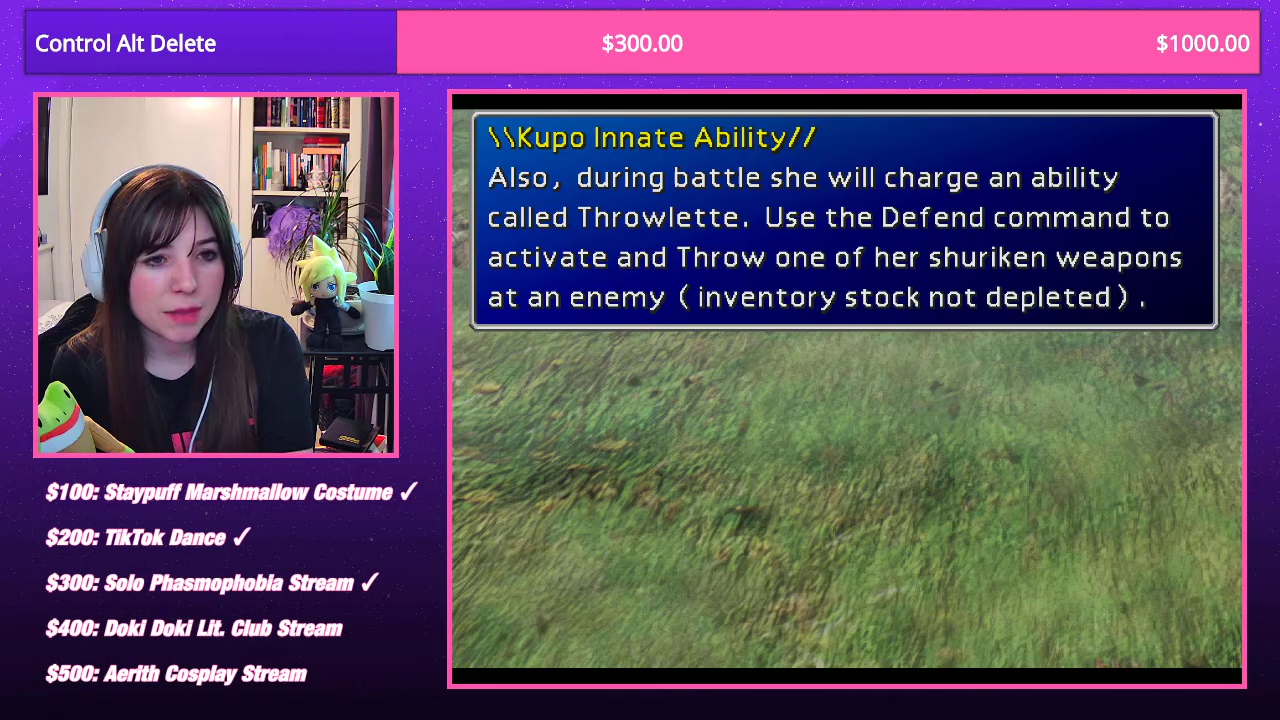 Control Alt Delete $300.00 $1000.00
\\Kupo Innate Ability//
Also, during battle she will charge an ability
called Throwlette. Use the Defend command to
activate and Throw one of her shuriken weapons
at an enemy (inventory stock not depleted).
$100: Staypuff Marshmallow Costume ✓
$200: TikTok Dance ✓
$300: Solo Phasmophobia Stream ✓
$400: Doki Doki Lit. Club Stream
$500: Aerith Cosplay Stream